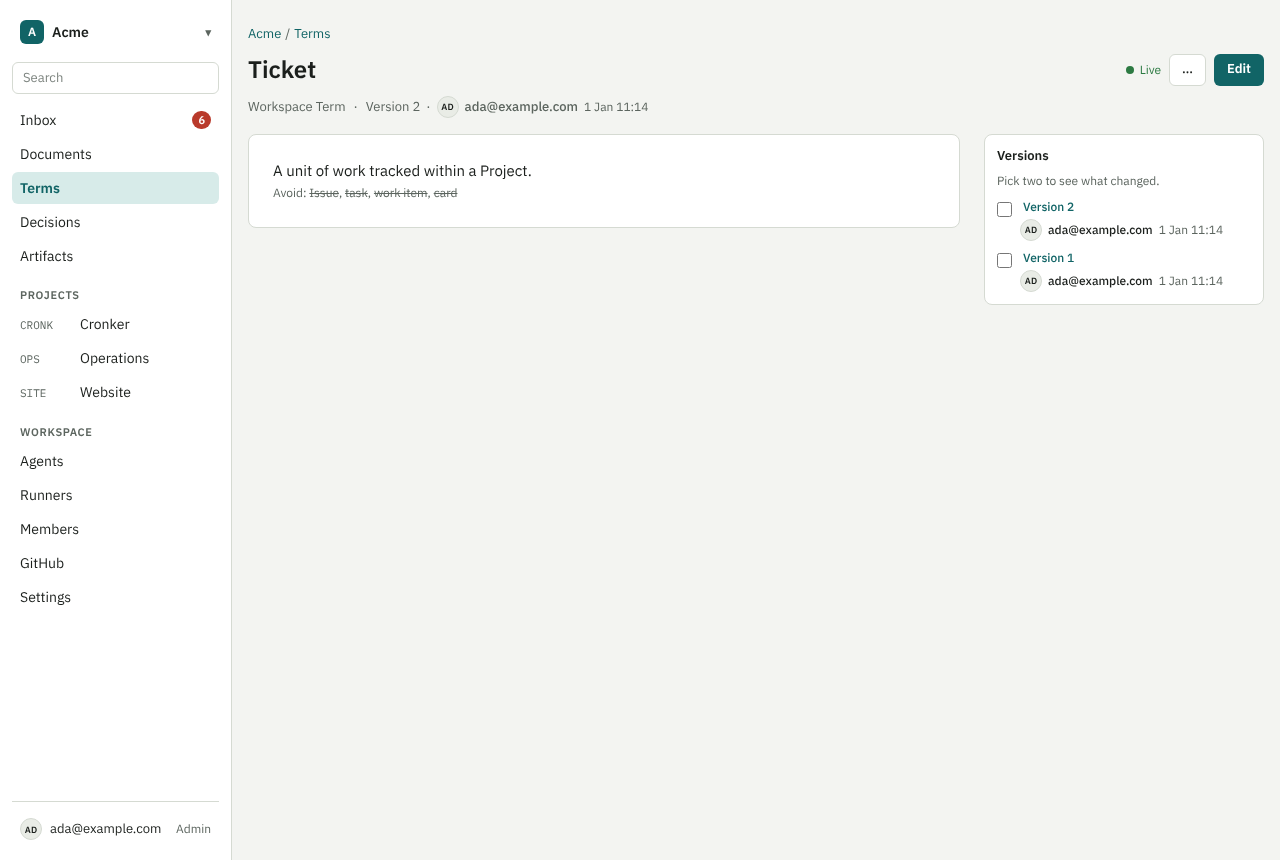 A Acme ▾
Search
Inbox 6
Documents
Terms
Decisions
Artifacts
PROJECTS
CRONK Cronker
OPS Operations
SITE Website
WORKSPACE
Agents
Runners
Members
GitHub
Settings
AD ada@example.com Admin
Acme / Terms
Ticket
Live ... Edit
Workspace Term · Version 2 · AD ada@example.com 1 Jan 11:14
A unit of work tracked within a Project.
Avoid: Issue, task, work item, card
Versions
Pick two to see what changed.
Version 2
AD ada@example.com 1 Jan 11:14
Version 1
AD ada@example.com 1 Jan 11:14